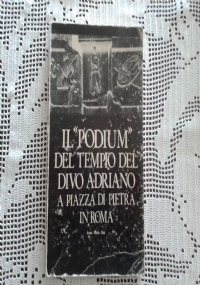 IL "PODIUM"
DEL TEMPIO DEL
DIVO ADRIANO
A PIAZZA DI PIETRA
IN ROMA